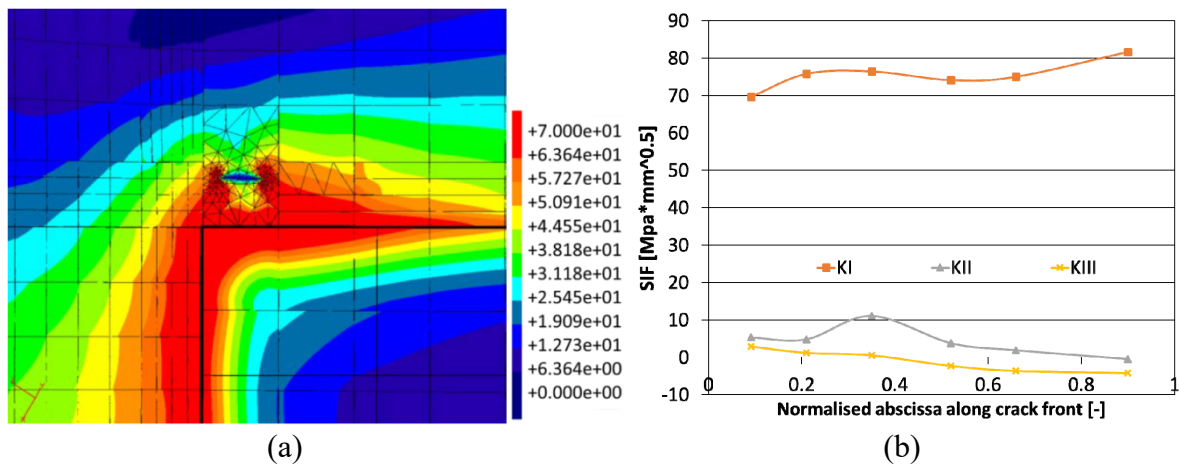 +7.000e+01
+6.364e+01
+5.727e+01
+5.091e+01
+4.455e+01
+3.818e+01
+3.118e+01
+2.545e+01
+1.909e+01
+1.273e+01
+6.364e+00
+0.000e+00
(a)
SIF [Mpa*mm^0.5]
90
80
70
60
50
40
30
20
10
0
-10
KI
KII
KIII
0
0.2
0.4
0.6
0.8
1
Normalised abscissa along crack front [-]
(b)